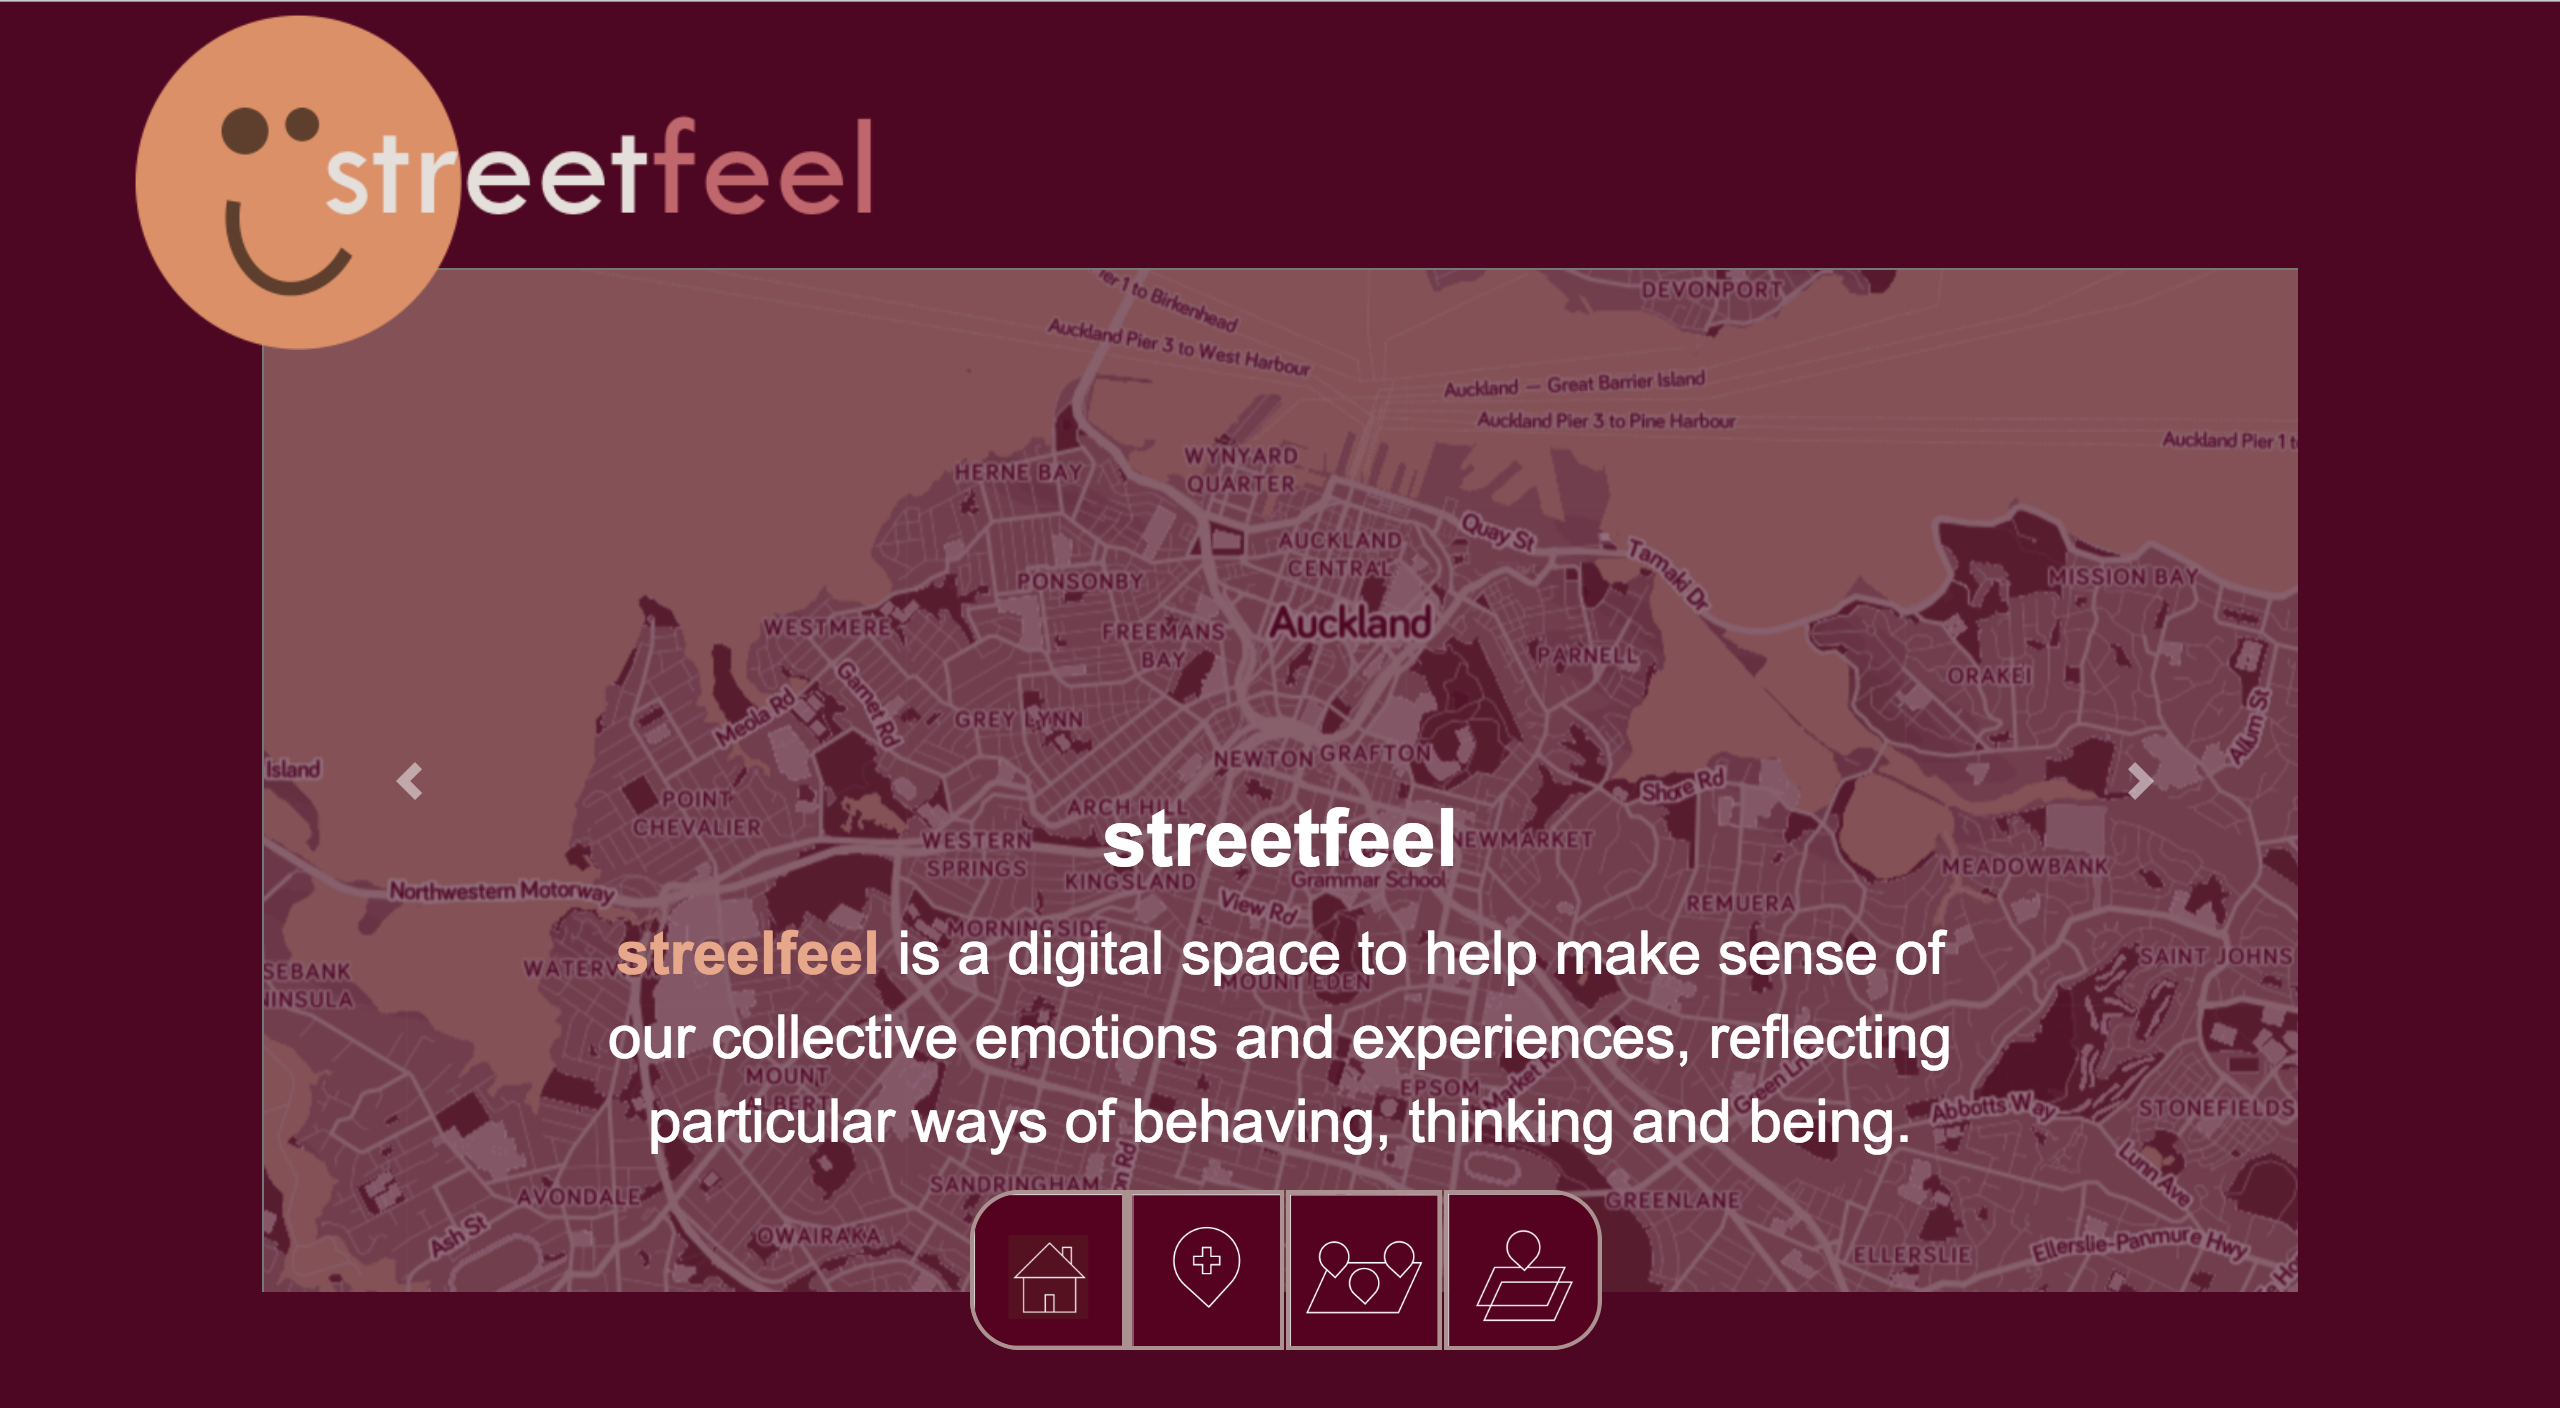 streetfeel
DEVONPORT
er 1 to Birkenhead
Auckland Pier 3 to West Harbour
Auckland — Great Barrier Island
Auckland Pier 3 to Pine Harbour
Auckland Pier 1 t
WYNYARD
QUARTER
HERNE BAY
Quay St
AUCKLAND
CENTRAL
Tamaki Dr
MISSION BAY
PONSONBY
Auckland
WESTMERE
FREEMANS
BAY
PARNELL
ORAKEI
Garnet Rd
Meola Rd
GREY LYNN
Allum St
NEWTON
GRAFTON
Island
Shore Rd
POINT
CHEVALIER
ARCH HILL
streetfeel
WESTERN
SPRINGS
NEWMARKET
MEADOWBANK
KINGSLAND
Grammar School
Northwestern Motorway
View Rd
REMUERA
MORNINGSIDE
streelfeel is a digital space to help make sense of
our collective emotions and experiences, reflecting
particular ways of behaving, thinking and being.
SAINT JOHNS
SEBANK
INSULA
WATERV
MOUNT EDEN
MOUNT
ALBERT
EPSOM
Market R
Green Ln
Abbotts Way
STONEFIELDS
n Rd
Lunn Ave
SANDRINGHAM
AVONDALE
GREENLANE
Ash St
OWAIRAKA
ELLERSLIE
Ellerslie-Panmure Hwy
e Ho